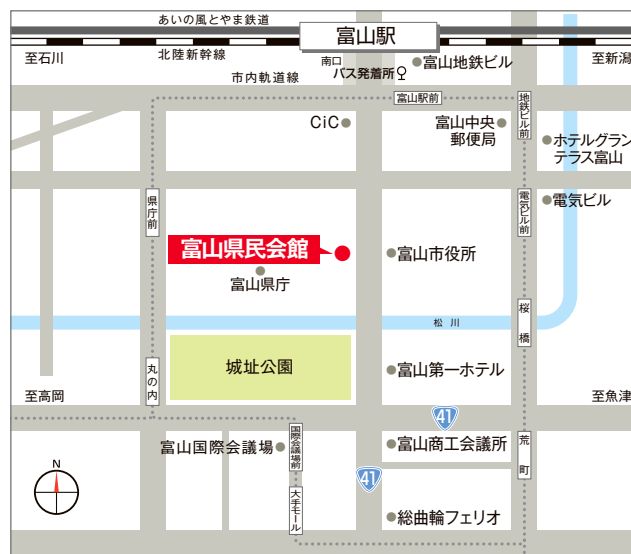 あいの風とやま鉄道
富山駅
至石川
北陸新幹線
至新潟
南口
バス発着所
富山地鉄ビル
市内軌道線
富山駅前
地鉄ビル前
CiC
富山中央
郵便局
ホテルグラン
テラス富山
県庁前
電気ビル前
電気ビル
富山県民会館
富山市役所
富山県庁
桜橋
松川
丸の内
城址公園
富山第一ホテル
至高岡
至魚津
41
国際会議場前
富山国際会議場
富山商工会議所
荒町
N
41
大手モール
総曲輪フェリオ